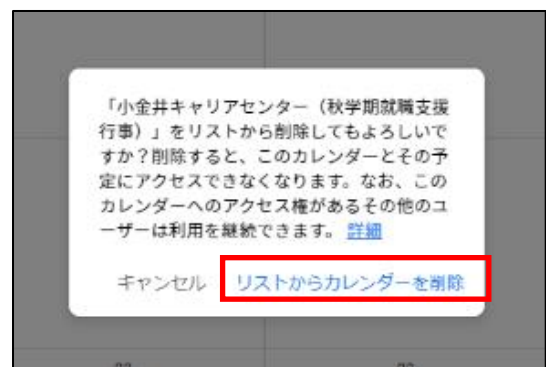 「小金井キャリアセンター（秋学期就職支援
行事）」をリストから削除してもよろしいで
すか？削除すると、このカレンダーとその予
定にアクセスできなくなります。なお、この
カレンダーへのアクセス権があるその他のユ
ーザーは利用を継続できます。 詳細
キャンセル リストからカレンダーを削除